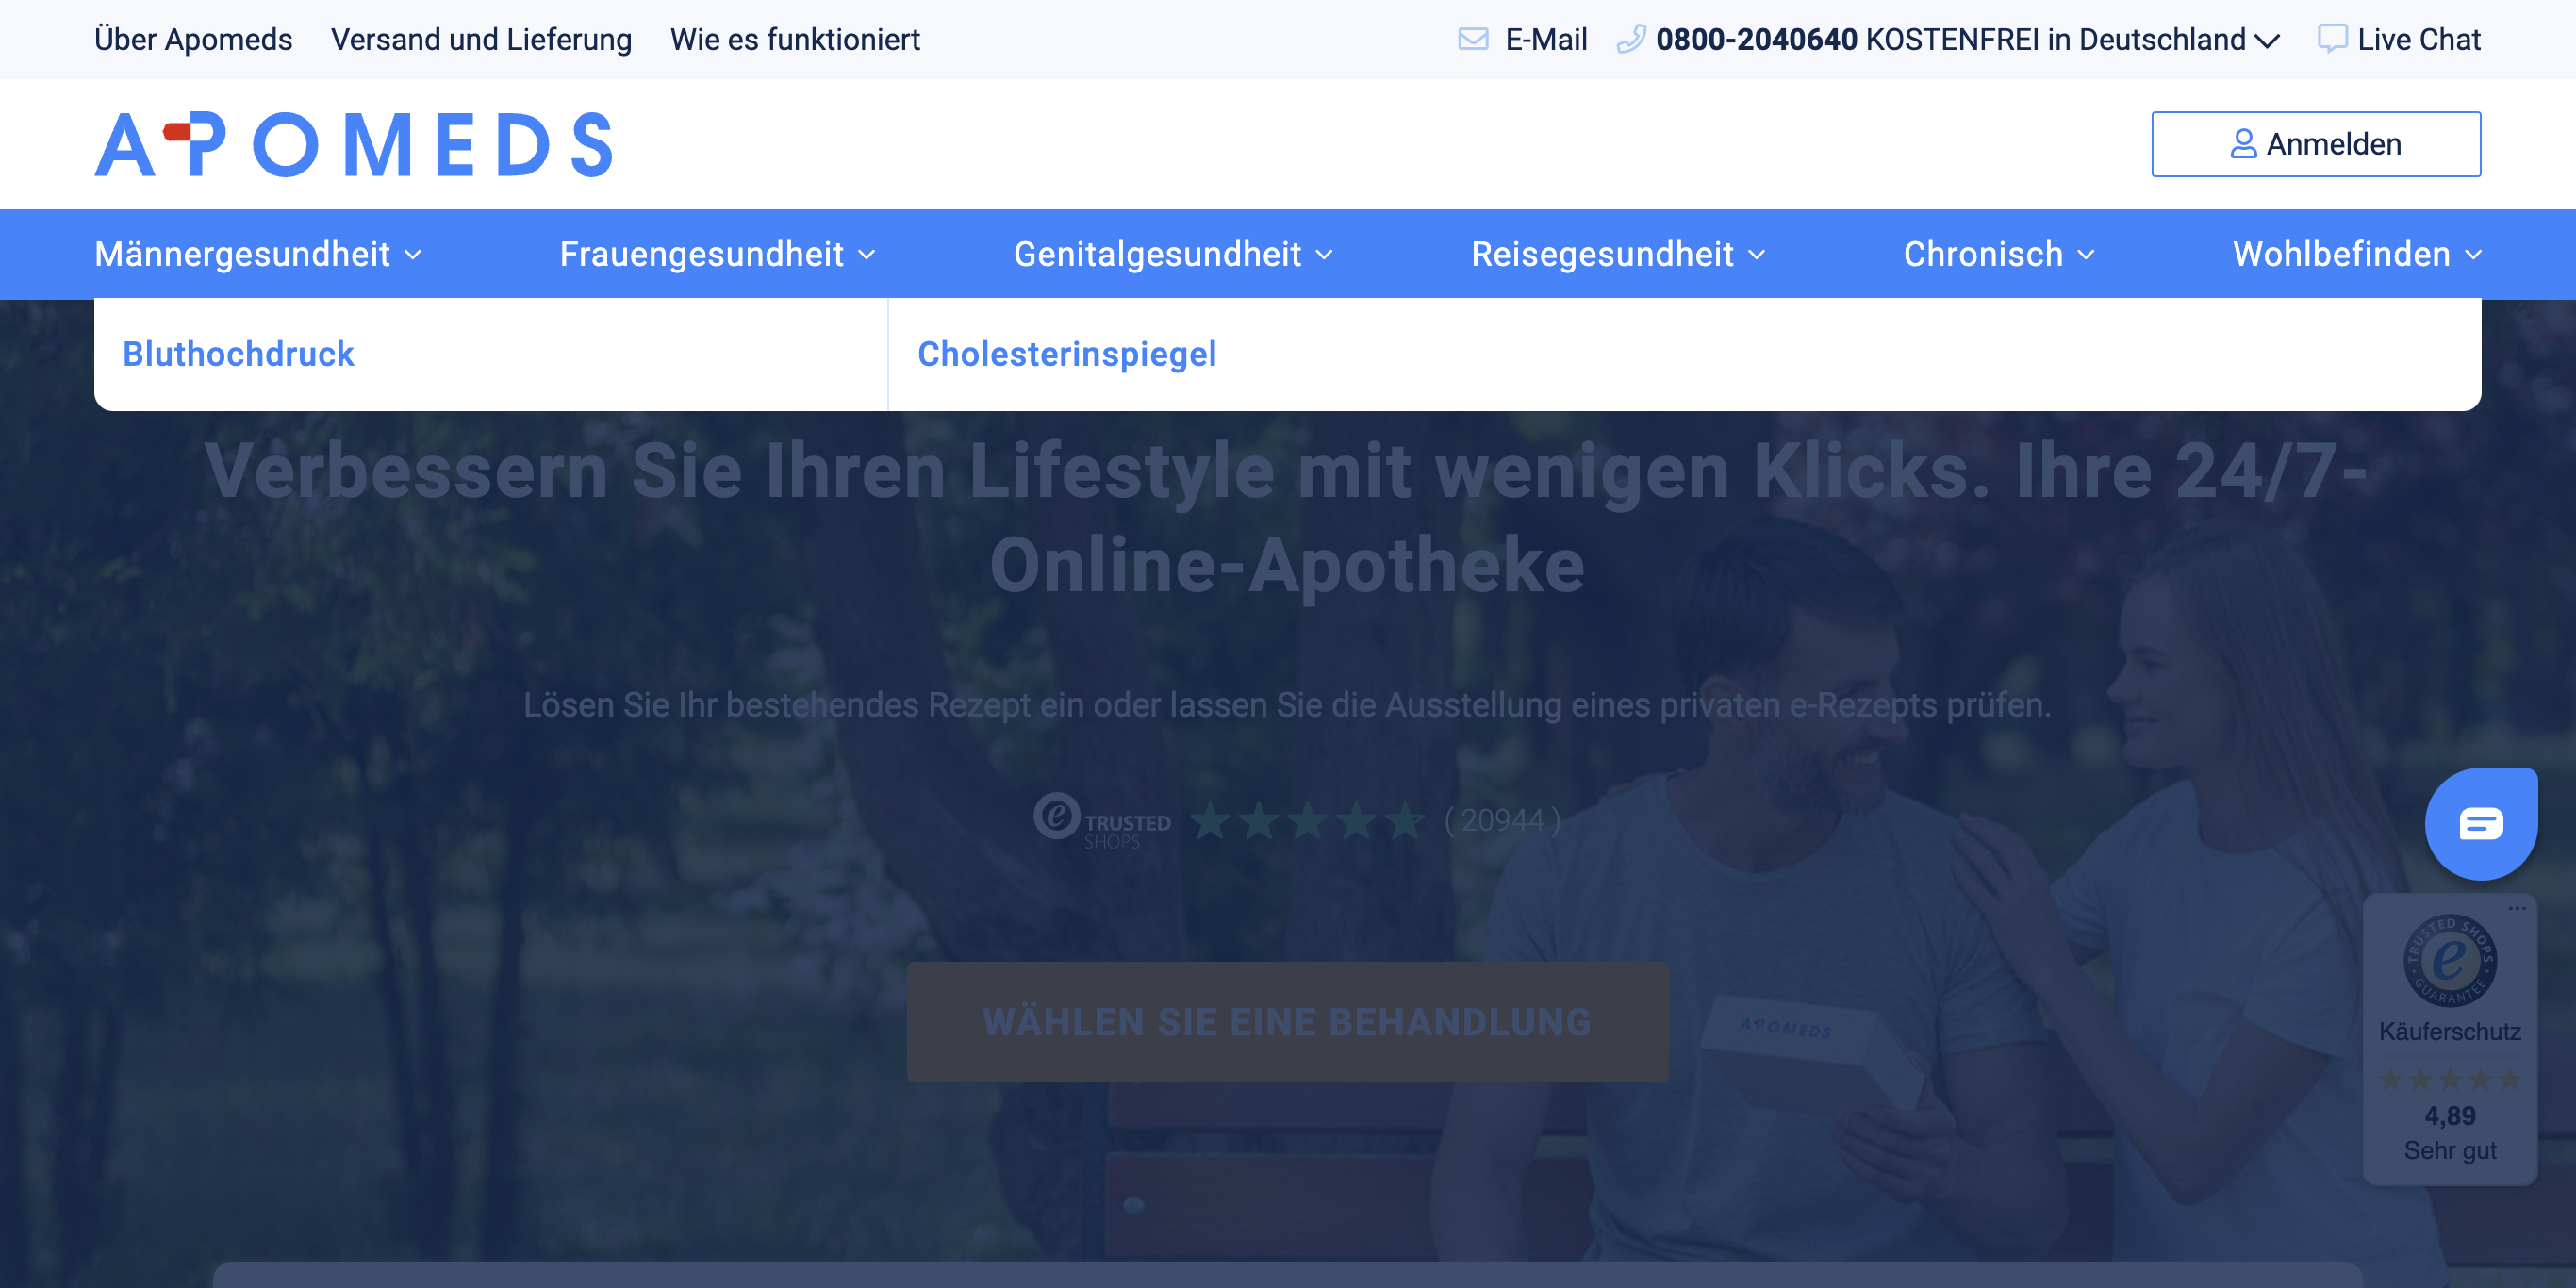 Über Apomeds Versand und Lieferung Wie es funktioniert E-Mail 0800-2040640 KOSTENFREI in Deutschland Live Chat
APOMEDS Anmelden
Männergesundheit Frauengesundheit Genitalgesundheit Reisegesundheit Chronisch Wohlbefinden
Bluthochdruck Cholesterinspiegel
Verbessern Sie Ihren Lifestyle mit wenigen Klicks. Ihre 24/7-
Online-Apotheke
Lösen Sie Ihr bestehendes Rezept ein oder lassen Sie die Ausstellung eines privaten e-Rezepts prüfen.
e TRUSTED
SHOPS
( 20944 )
WÄHLEN SIE EINE BEHANDLUNG
APOMEDS
TRUSTED SHOPS
e
GUARANTEE
Käuferschutz
4,89
Sehr gut